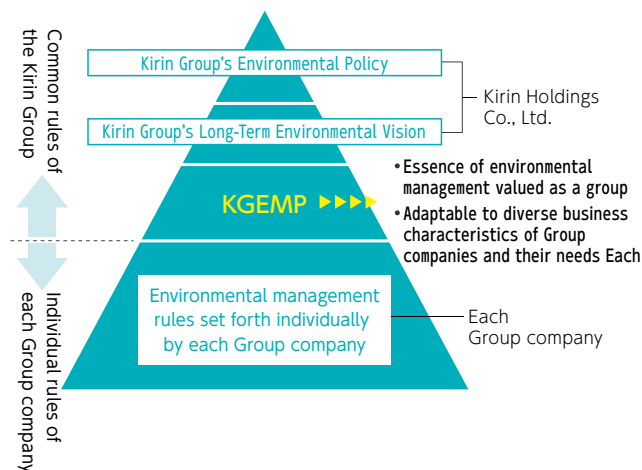 Common rules of
the Kirin Group
Kirin Group's Environmental Policy
Kirin Group's Long-Term Environmental Vision
Kirin Holdings
Co., Ltd.
KGEMP
• Essence of environmental
management valued as a group
• Adaptable to diverse business
characteristics of Group
companies and their needs Each
Individual rules of
each Group company
Environmental management
rules set forth individually
by each Group company
Each
Group company